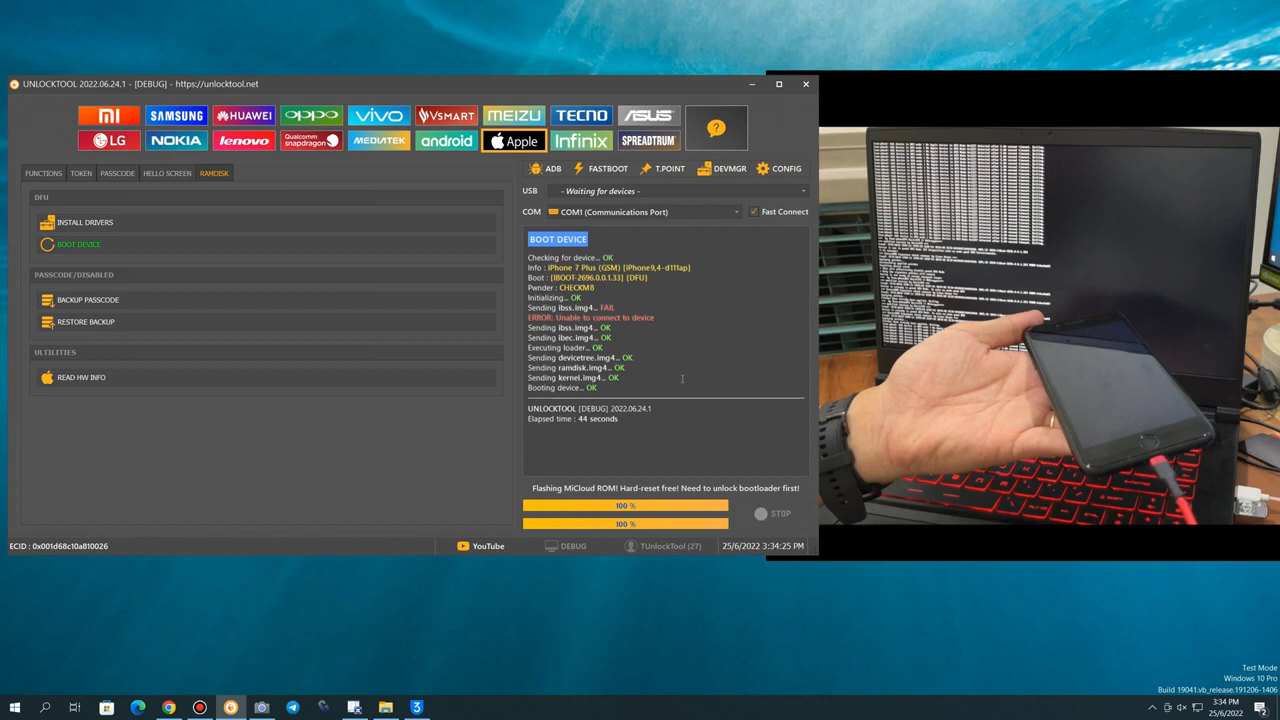 UNLOCKTOOL 2022.06.24.1 - [DEBUG] - https://unlocktool.net
MI SAMSUNG HUAWEI OPPO VIVO VSMART MEIZU TECNO ASUS
LG NOKIA lenovo Qualcomm snapdragon MEDIATEK android Apple Infinix SPREADTRUM
?
FUNCTIONS TOKEN PASSCODE HELLO SCREEN RAMDISK
DFU
INSTALL DRIVERS
BOOT DEVICE
PASSCODE/DISABLED
BACKUP PASSCODE
RESTORE BACKUP
ULTILITIES
READ HW INFO
ADB FASTBOOT T.POINT DEVMGR CONFIG
USB - Waiting for devices -
COM COM1 (Communications Port) Fast Connect
BOOT DEVICE
Checking for device... OK
Info : iPhone 7 Plus (GSM) [iPhone9,4-d111ap]
Boot : [IBOOT-2696.0.0.1.33] [DFU]
Pwnder : CHECKM8
Initializing... OK
Sending ibss.img4... FAIL
ERROR: Unable to connect to device
Sending ibss.img4... OK
Sending ibec.img4... OK
Executing loader... OK
Sending devicetree.img4... OK
Sending ramdisk.img4... OK
Sending kernel.img4... OK
Booting device... OK
UNLOCKTOOL [DEBUG] 2022.06.24.1
Elapsed time : 44 seconds
Flashing MiCloud ROM! Hard-reset free! Need to unlock bootloader first!
100 %
100 %
STOP
ECID : 0x001d68c10a810026
YouTube DEBUG TUnlockTool (27) 25/6/2022 3:34:25 PM
Test Mode
Windows 10 Pro
Build 19041.vb_release.191206-1406
3:34 PM
25/6/2022
3
2